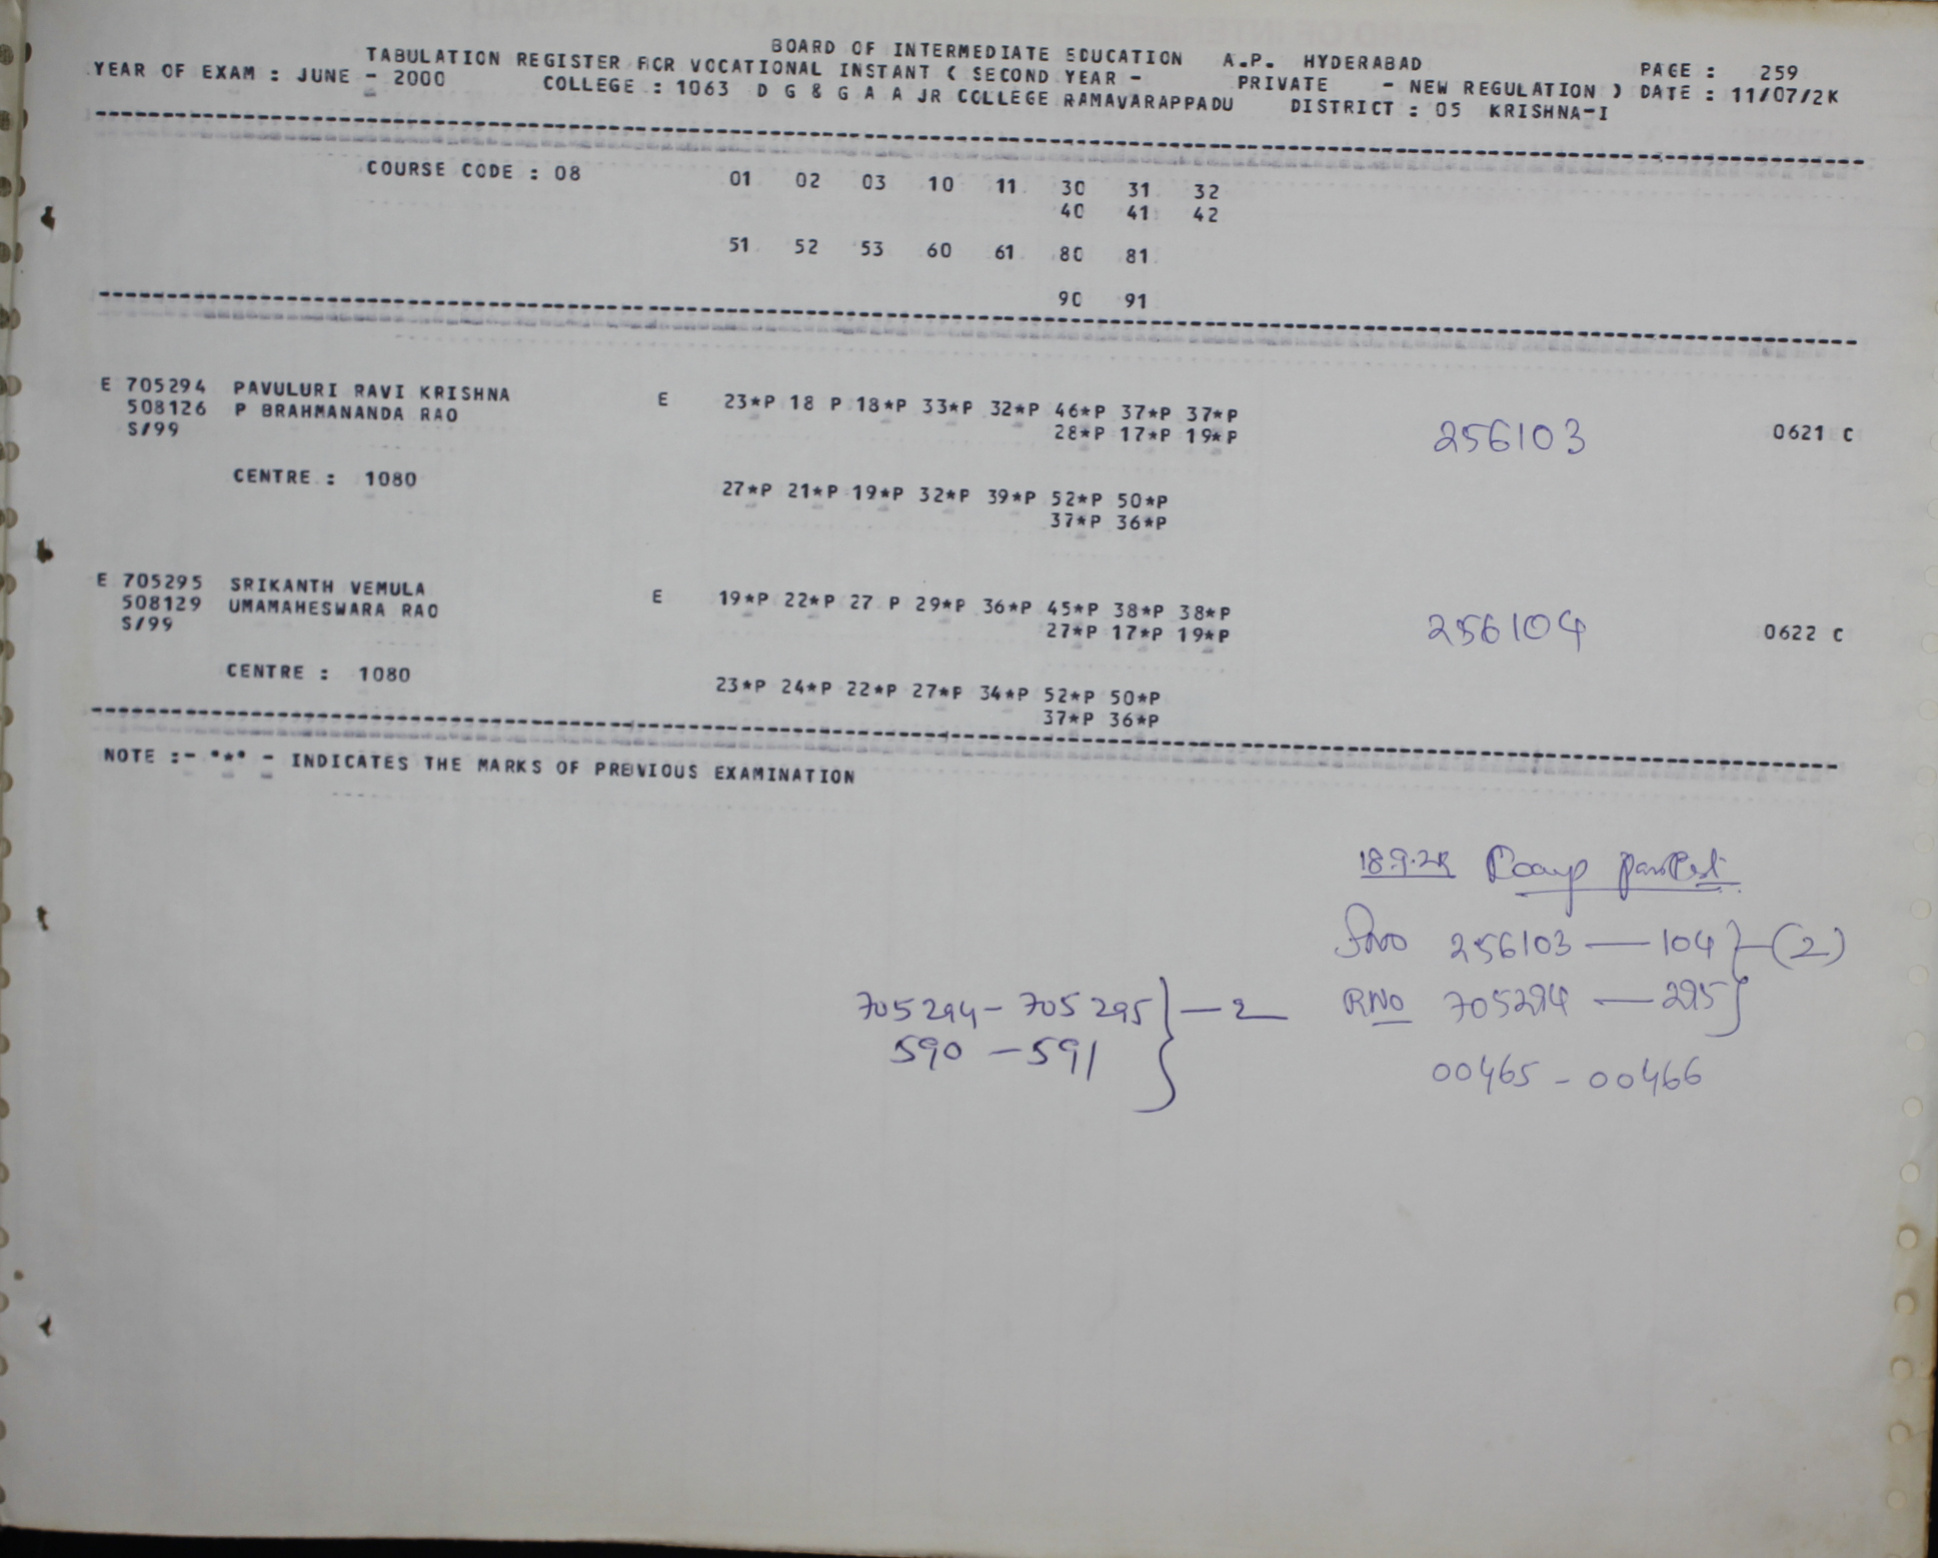 BOARD OF INTERMEDIATE EDUCATION A.P. HYDERABAD
TABULATION REGISTER FOR VOCATIONAL INSTANT ( SECOND YEAR - PRIVATE - NEW REGULATION ) PAGE : 259
YEAR OF EXAM : JUNE - 2000 COLLEGE : 1063 D G & G A A JR COLLEGE RAMAVARAPPADU DISTRICT : 05 KRISHNA-I DATE : 11/07/2K
COURSE CODE : 08 01 02 03 10 11 30 31 32
40 41 42
51 52 53 60 61 80 81
90 91
E 705294 PAVULURI RAVI KRISHNA E 23*P 18 P 18*P 33*P 32*P 46*P 37*P 37*P
508126 P BRAHMANANDA RAO 28*P 17*P 19*P 256103 0621 C
S/99
CENTRE : 1080 27*P 21*P 19*P 32*P 39*P 52*P 50*P
37*P 36*P
E 705295 SRIKANTH VEMULA E 19*P 22*P 27 P 29*P 36*P 45*P 38*P 38*P
508129 UMAMAHESWARA RAO 27*P 17*P 19*P 256104 0622 C
S/99
CENTRE : 1080 23*P 24*P 22*P 27*P 34*P 52*P 50*P
37*P 36*P
NOTE :- "*" - INDICATES THE MARKS OF PREVIOUS EXAMINATION
18.9.2K
SNo 256103 — 104 } — (2)
RNo 705294 — 295 }
705294 - 705295 } — 2
590 - 591
00465 - 00466